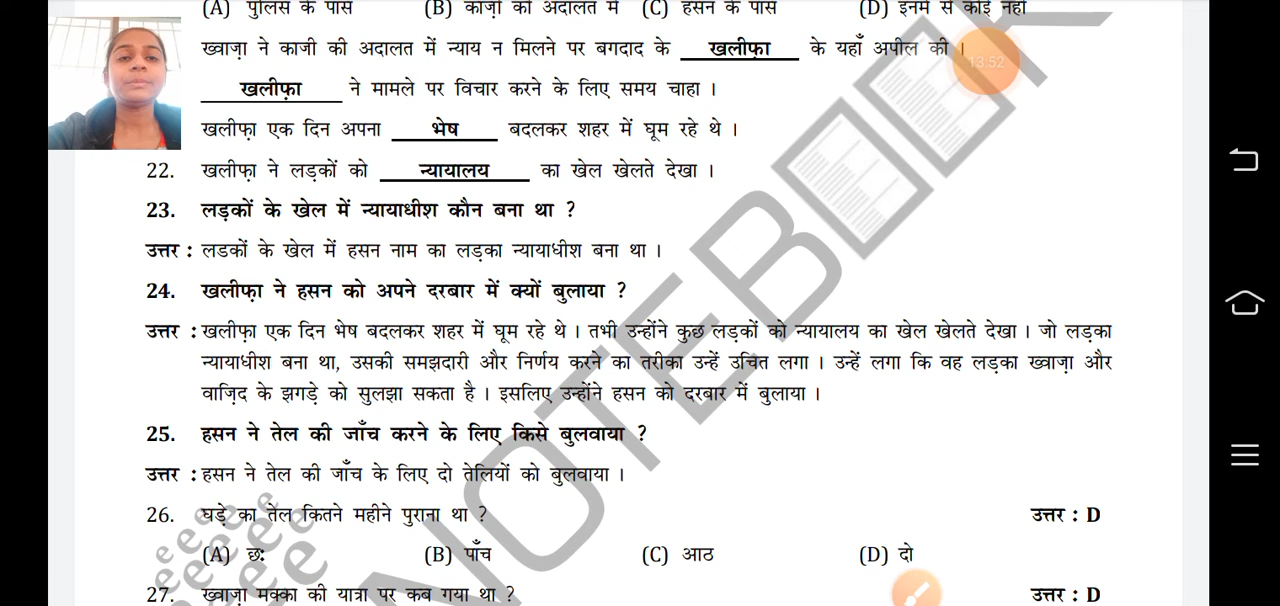 (A) पुलिस के पास (B) काज़ी की अदालत में (C) हसन के पास (D) इनमें से कोई नहीं
ख्वाज़ा ने काजी की अदालत में न्याय न मिलने पर बगदाद के खलीफ़ा के यहाँ अपील की ।
13:52
खलीफ़ा ने मामले पर विचार करने के लिए समय चाहा ।
खलीफ़ा एक दिन अपना भेष बदलकर शहर में घूम रहे थे ।
22. खलीफ़ा ने लड़कों को न्यायालय का खेल खेलते देखा ।
23. लड़कों के खेल में न्यायाधीश कौन बना था ?
उत्तर : लडकों के खेल में हसन नाम का लड़का न्यायाधीश बना था ।
24. खलीफ़ा ने हसन को अपने दरबार में क्यों बुलाया ?
उत्तर : खलीफ़ा एक दिन भेष बदलकर शहर में घूम रहे थे । तभी उन्होंने कुछ लड़कों को न्यायालय का खेल खेलते देखा । जो लड़का
न्यायाधीश बना था, उसकी समझदारी और निर्णय करने का तरीका उन्हें उचित लगा । उन्हें लगा कि वह लड़का ख्वाज़ा और
वाज़िद के झगड़े को सुलझा सकता है । इसलिए उन्होंने हसन को दरबार में बुलाया ।
25. हसन ने तेल की जाँच करने के लिए किसे बुलवाया ?
उत्तर : हसन ने तेल की जाँच के लिए दो तेलियों को बुलवाया ।
26. घड़े का तेल कितने महीने पुराना था ? उत्तर : D
(A) छः (B) पाँच (C) आठ (D) दो
27. ख्वाज़ा मक्का की यात्रा पर कब गया था ? उत्तर : D
NOTEBOOK